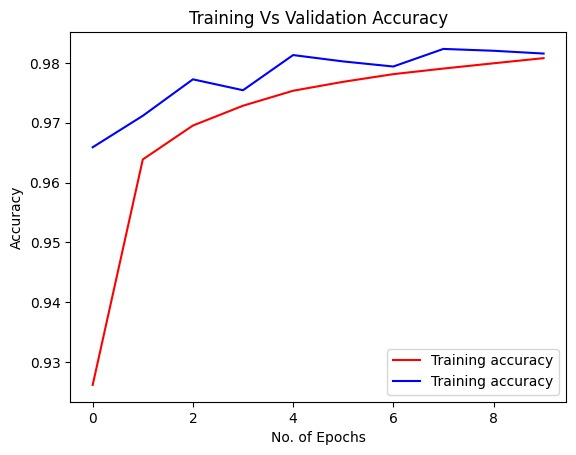 Training Vs Validation Accuracy
Accuracy
0.98
0.97
0.96
0.95
0.94
0.93
0
2
4
6
8
No. of Epochs
Training accuracy
Training accuracy